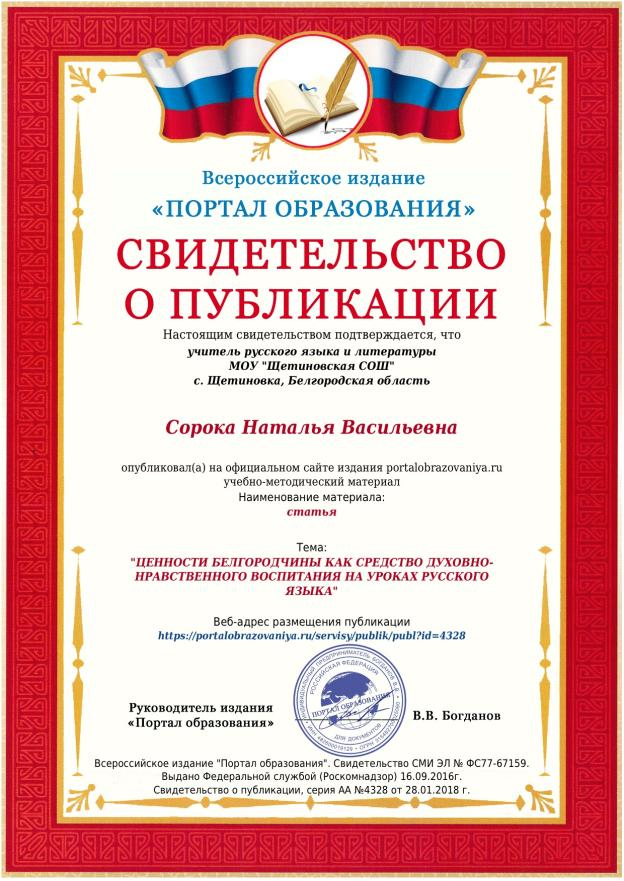 Всероссийское издание
«ПОРТАЛ ОБРАЗОВАНИЯ»
СВИДЕТЕЛЬСТВО
О ПУБЛИКАЦИИ
Настоящим свидетельством подтверждается, что
учитель русского языка и литературы
МОУ "Щетиновская СОШ"
с. Щетиновка, Белгородская область
Сорока Наталья Васильевна
опубликовал(а) на официальном сайте издания portalobrazovaniya.ru
учебно-методический материал
Наименование материала:
статья
Тема:
"ЦЕННОСТИ БЕЛГОРОДЧИНЫ КАК СРЕДСТВО ДУХОВНО-
НРАВСТВЕННОГО ВОСПИТАНИЯ НА УРОКАХ РУССКОГО
ЯЗЫКА"
Веб-адрес размещения публикации
https://portalobrazovaniya.ru/servisy/publik/publ?id=4328
ИНДИВИДУАЛЬНЫЙ ПРЕДПРИНИМАТЕЛЬ БОГДАНОВ В.В.
РОССИЙСКАЯ ФЕДЕРАЦИЯ
ПОРТАЛ ОБРАЗОВАНИЯ
ДЛЯ ДОКУМЕНТОВ
Руководитель издания
«Портал образования»
В.В. Богданов
Всероссийское издание "Портал образования". Свидетельство СМИ ЭЛ № ФС77-67159.
Выдано Федеральной службой (Роскомнадзор) 16.09.2016г.
Свидетельство о публикации, серия АА №4328 от 28.01.2018 г.